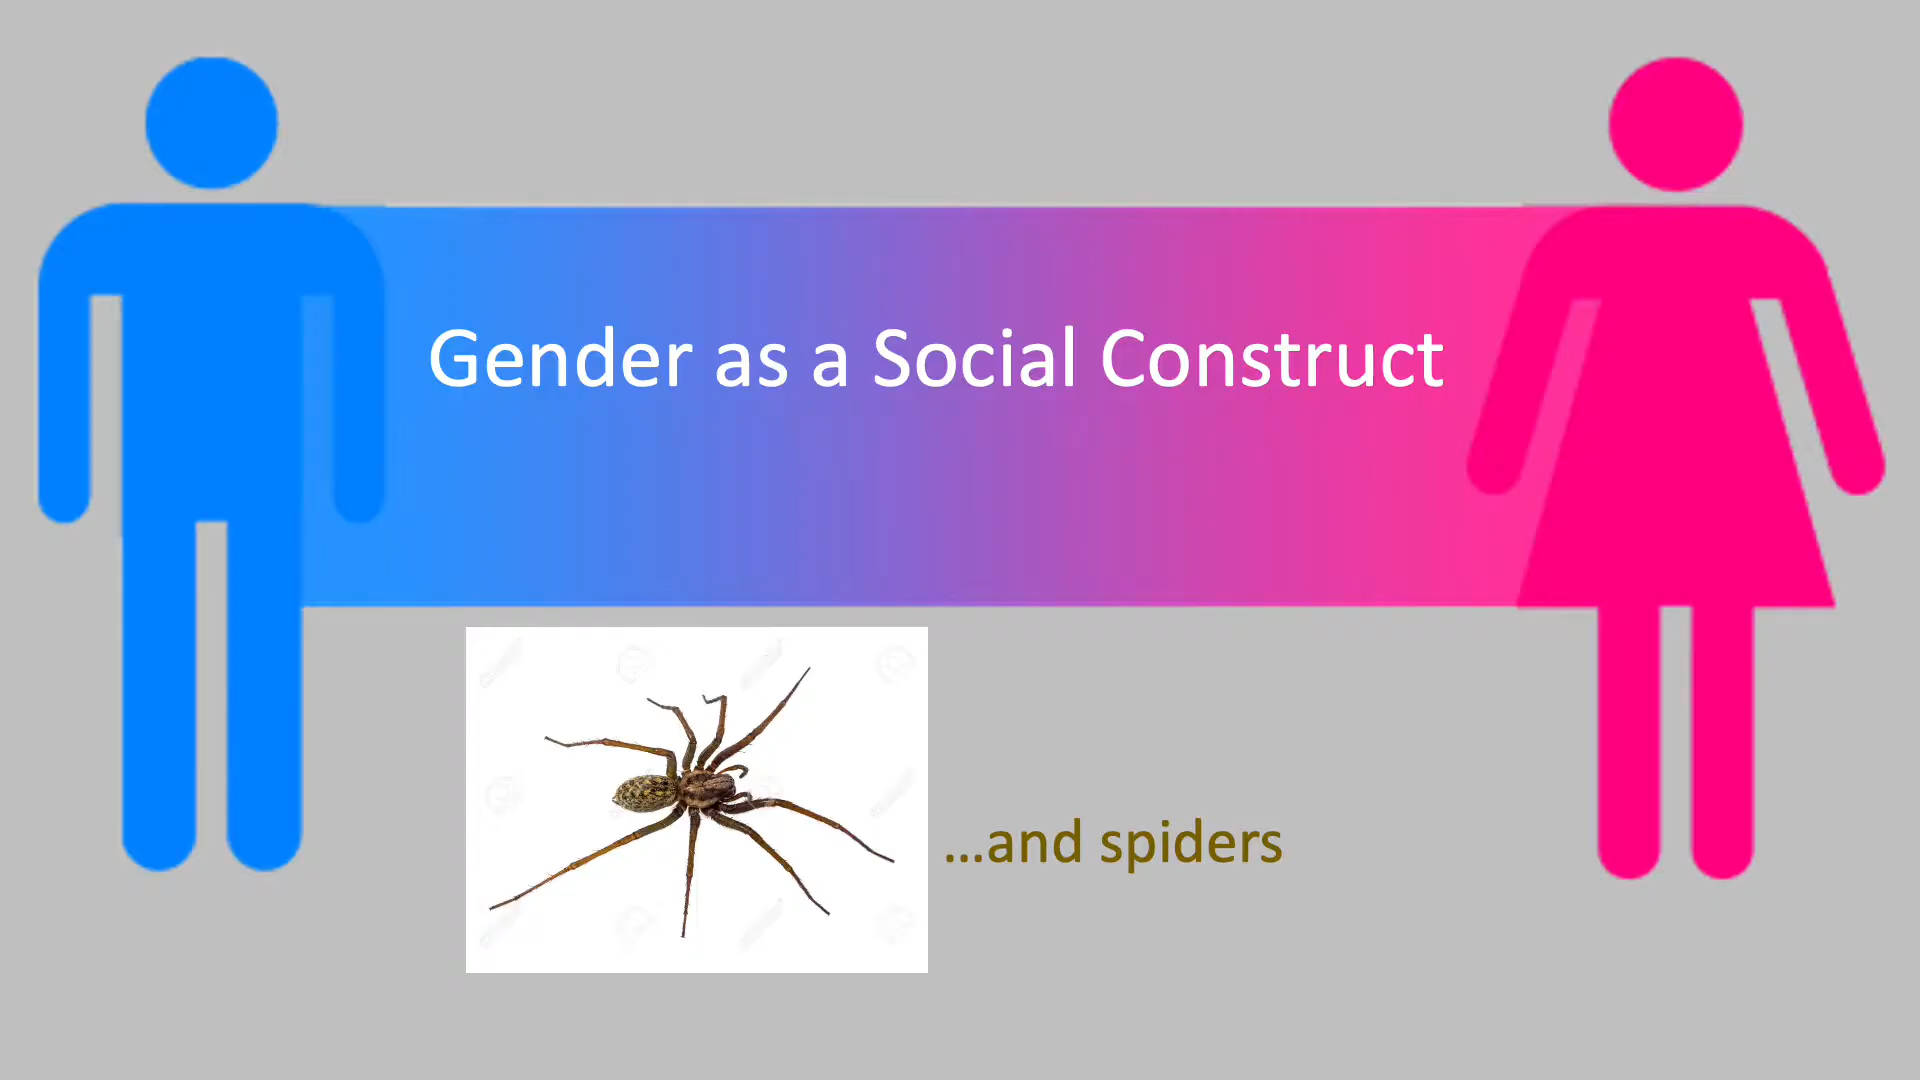 Gender as a Social Construct
...and spiders